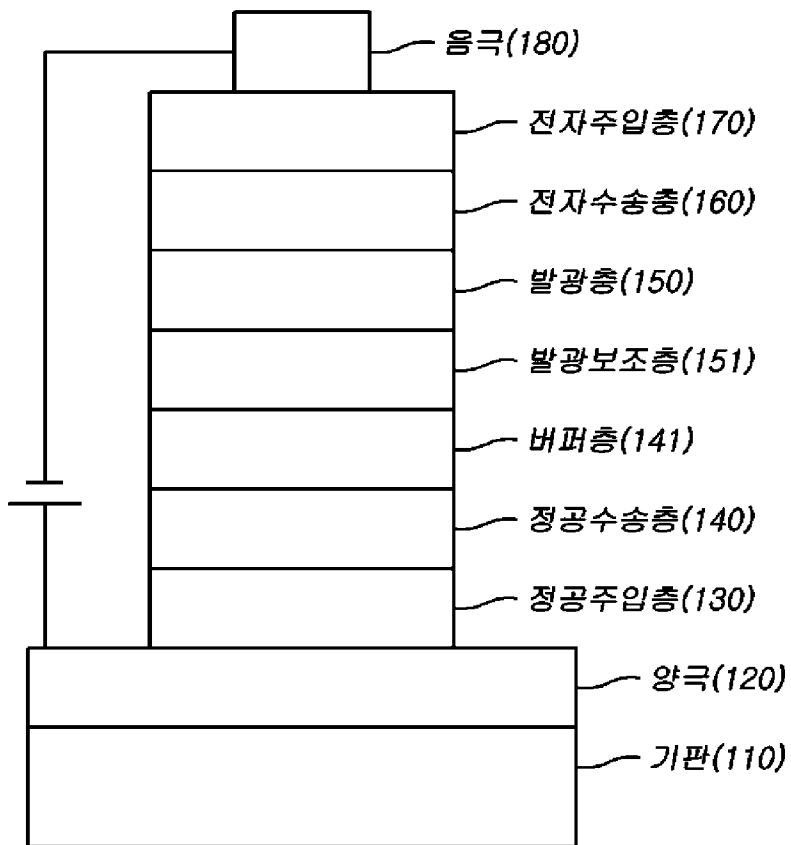 음극(180)
전자주입층(170)
전자수송층(160)
발광층(150)
발광보조층(151)
버퍼층(141)
정공수송층(140)
정공주입층(130)
양극(120)
기판(110)